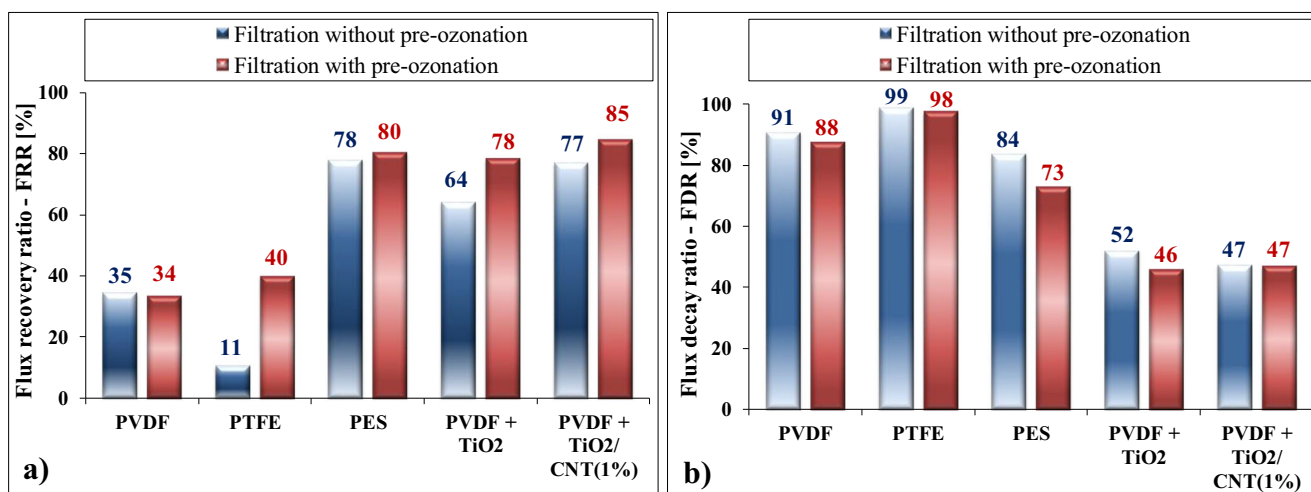 Filtration without pre-ozonation
Filtration with pre-ozonation
Flux recovery ratio - FRR [%]
100
80
60
40
20
0
35
34
11
40
78
80
64
78
77
85
PVDF
PTFE
PES
PVDF +
TiO2
PVDF +
TiO2/
CNT(1%)
a)
Filtration without pre-ozonation
Filtration with pre-ozonation
Flux decay ratio - FDR [%]
100
80
60
40
20
0
91
88
99
98
84
73
52
46
47
47
PVDF
PTFE
PES
PVDF +
TiO2
PVDF +
TiO2/
CNT(1%)
b)